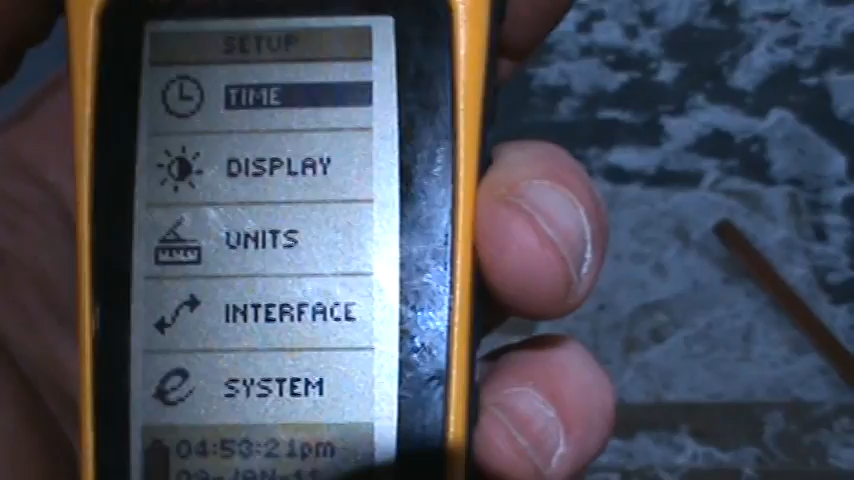 SETUP
TIME
DISPLAY
UNITS
INTERFACE
SYSTEM
04:53:21pm